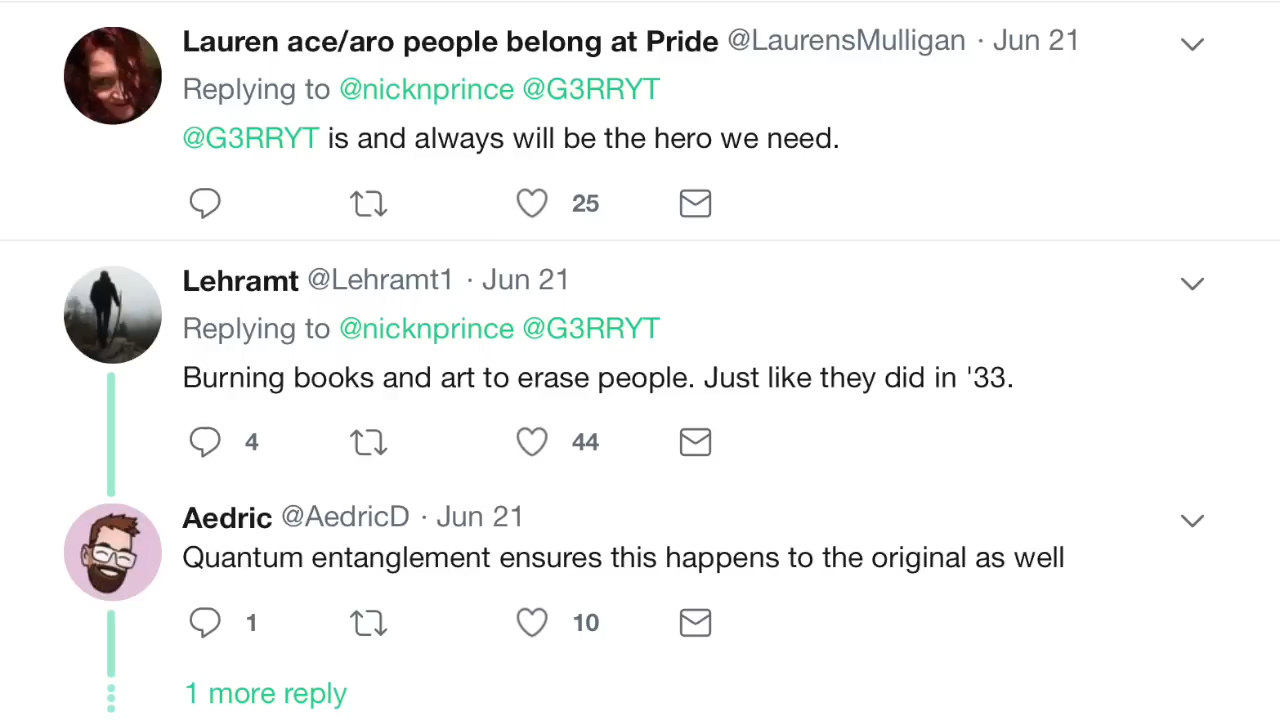 Lauren ace/aro people belong at Pride @LaurensMulligan · Jun 21
Replying to @nicknprince @G3RRYT
@G3RRYT is and always will be the hero we need.
25
Lehramt @Lehramt1 · Jun 21
Replying to @nicknprince @G3RRYT
Burning books and art to erase people. Just like they did in '33.
4 44
Aedric @AedricD · Jun 21
Quantum entanglement ensures this happens to the original as well
1 10
1 more reply